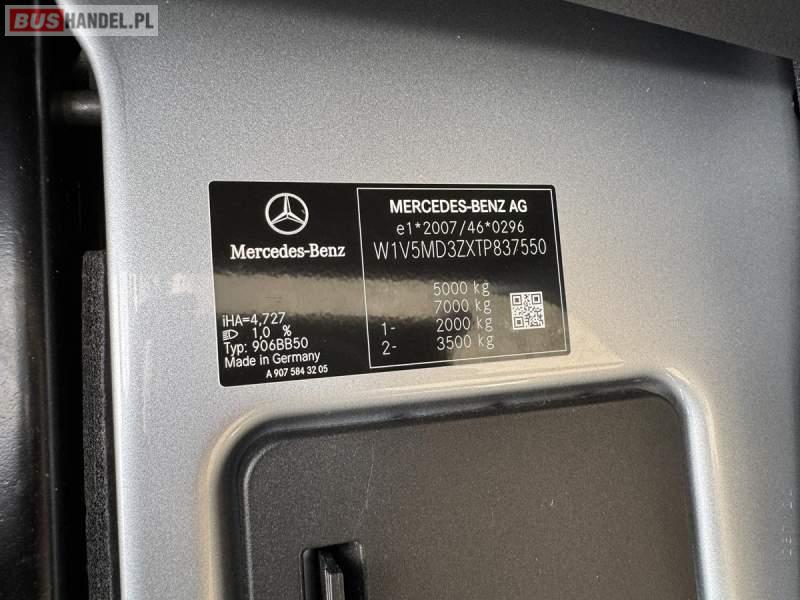 BUSHANDEL.PL
Mercedes-Benz
iHA=4,727
1,0 %
Typ: 906BB50
Made in Germany
A 907 584 32 05
MERCEDES-BENZ AG
e1*2007/46*0296
W1V5MD3ZXTP837550
5000 kg
7000 kg
1- 2000 kg
2- 3500 kg